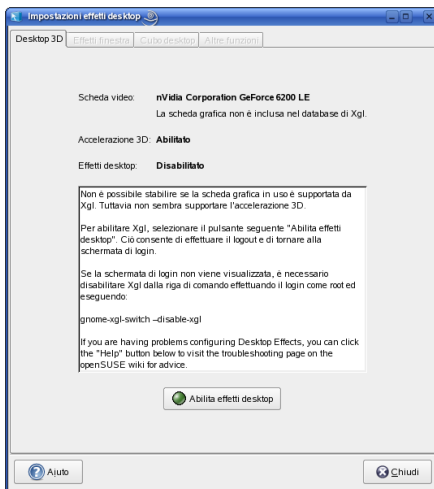 Impostazioni effetti desktop
Desktop 3D Effetti finestra Cubo desktop Altre funzioni
Scheda video: nVidia Corporation GeForce 6200 LE
La scheda grafica non è inclusa nel database di Xgl.
Accelerazione 3D: Abilitato
Effetti desktop: Disabilitato
Non è possibile stabilire se la scheda grafica in uso è supportata da
Xgl. Tuttavia non sembra supportare l'accelerazione 3D.
Per abilitare Xgl, selezionare il pulsante seguente "Abilita effetti
desktop". Ciò consente di effettuare il logout e di tornare alla
schermata di login.
Se la schermata di login non viene visualizzata, è necessario
disabilitare Xgl dalla riga di comando effettuando il login come root ed
eseguendo:
gnome-xgl-switch –disable-xgl
If you are having problems configuring Desktop Effects, you can click
the "Help" button below to visit the troubleshooting page on the
openSUSE wiki for advice.
Abilita effetti desktop
Aiuto Chiudi